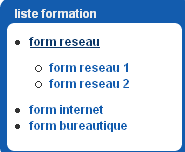 liste formation
form reseau
form reseau 1
form reseau 2
form internet
form bureautique